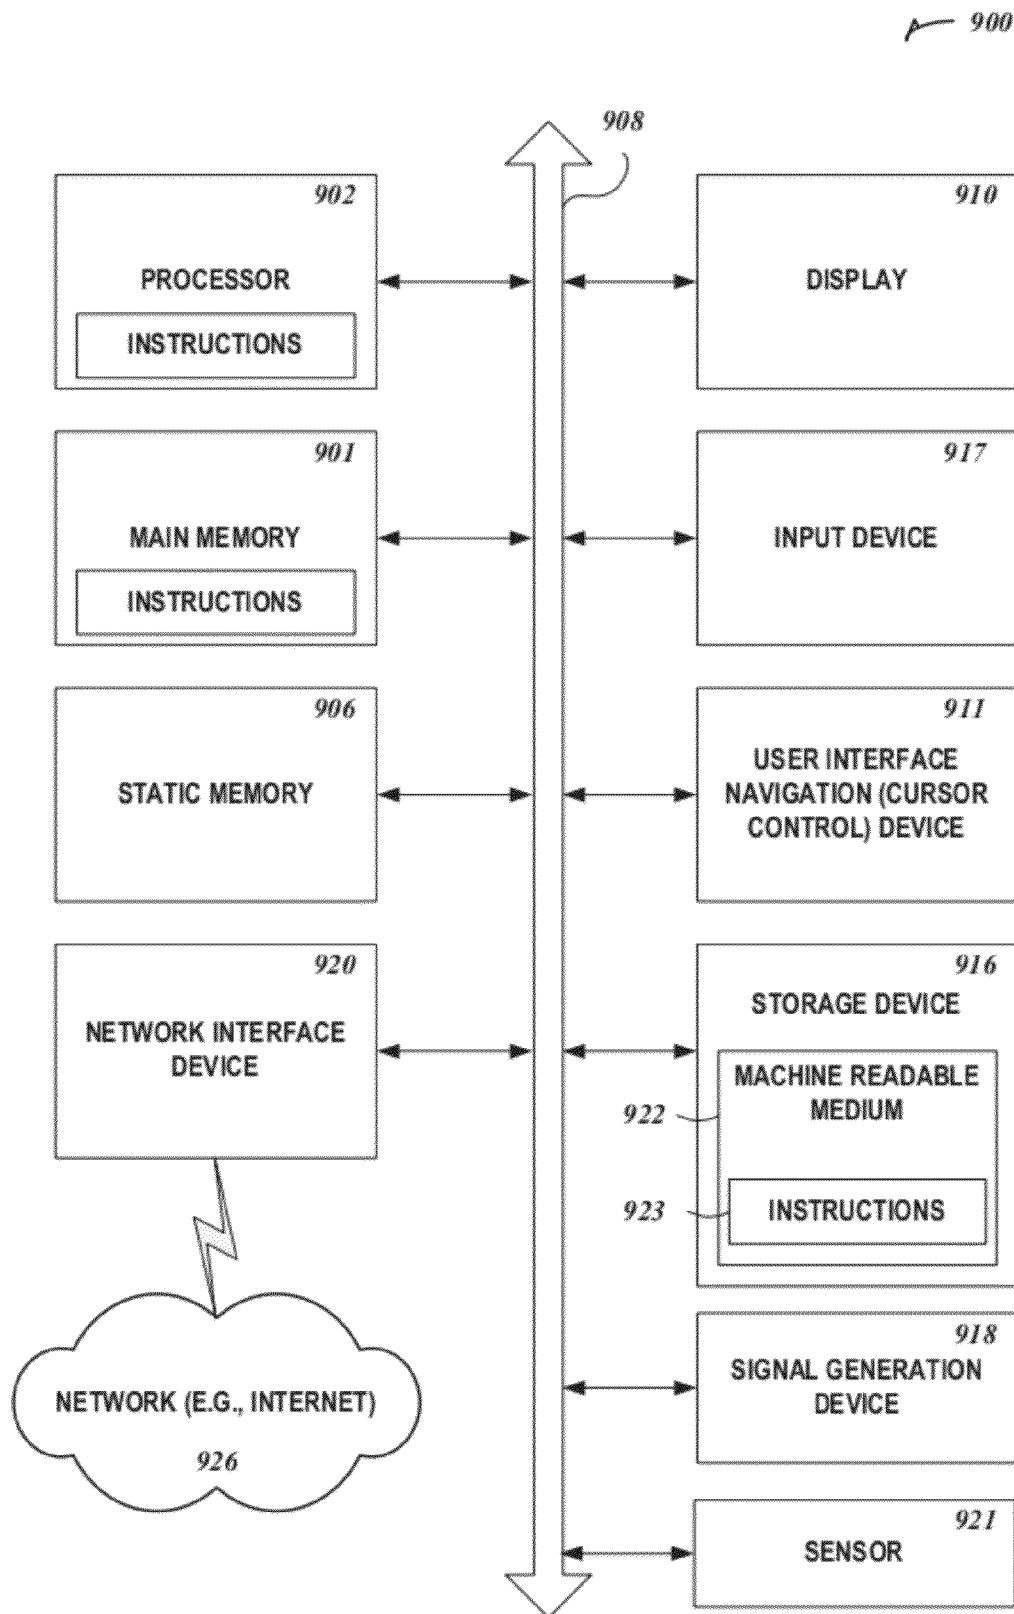 900
908
902
PROCESSOR
INSTRUCTIONS
901
MAIN MEMORY
INSTRUCTIONS
906
STATIC MEMORY
920
NETWORK INTERFACE
DEVICE
NETWORK (E.G., INTERNET)
926
910
DISPLAY
917
INPUT DEVICE
911
USER INTERFACE
NAVIGATION (CURSOR
CONTROL) DEVICE
916
STORAGE DEVICE
MACHINE READABLE
MEDIUM
922
923
INSTRUCTIONS
918
SIGNAL GENERATION
DEVICE
921
SENSOR